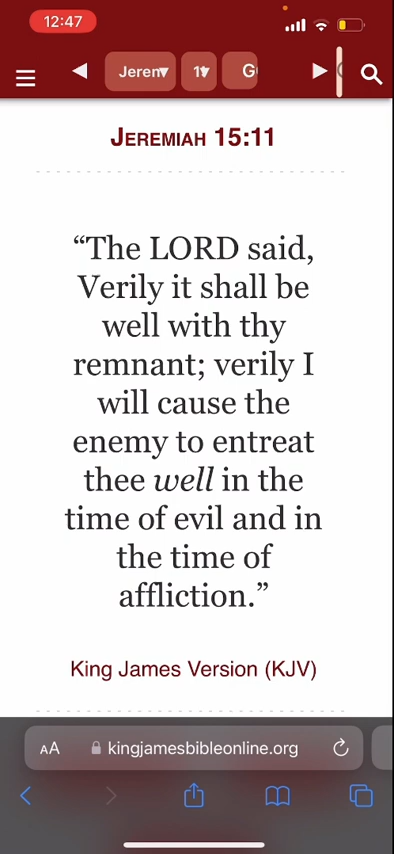 12:47
Jerem
G
JEREMIAH 15:11
“The LORD said,
Verily it shall be
well with thy
remnant; verily I
will cause the
enemy to entreat
thee well in the
time of evil and in
the time of
affliction.”
King James Version (KJV)
AA kingjamesbibleonline.org